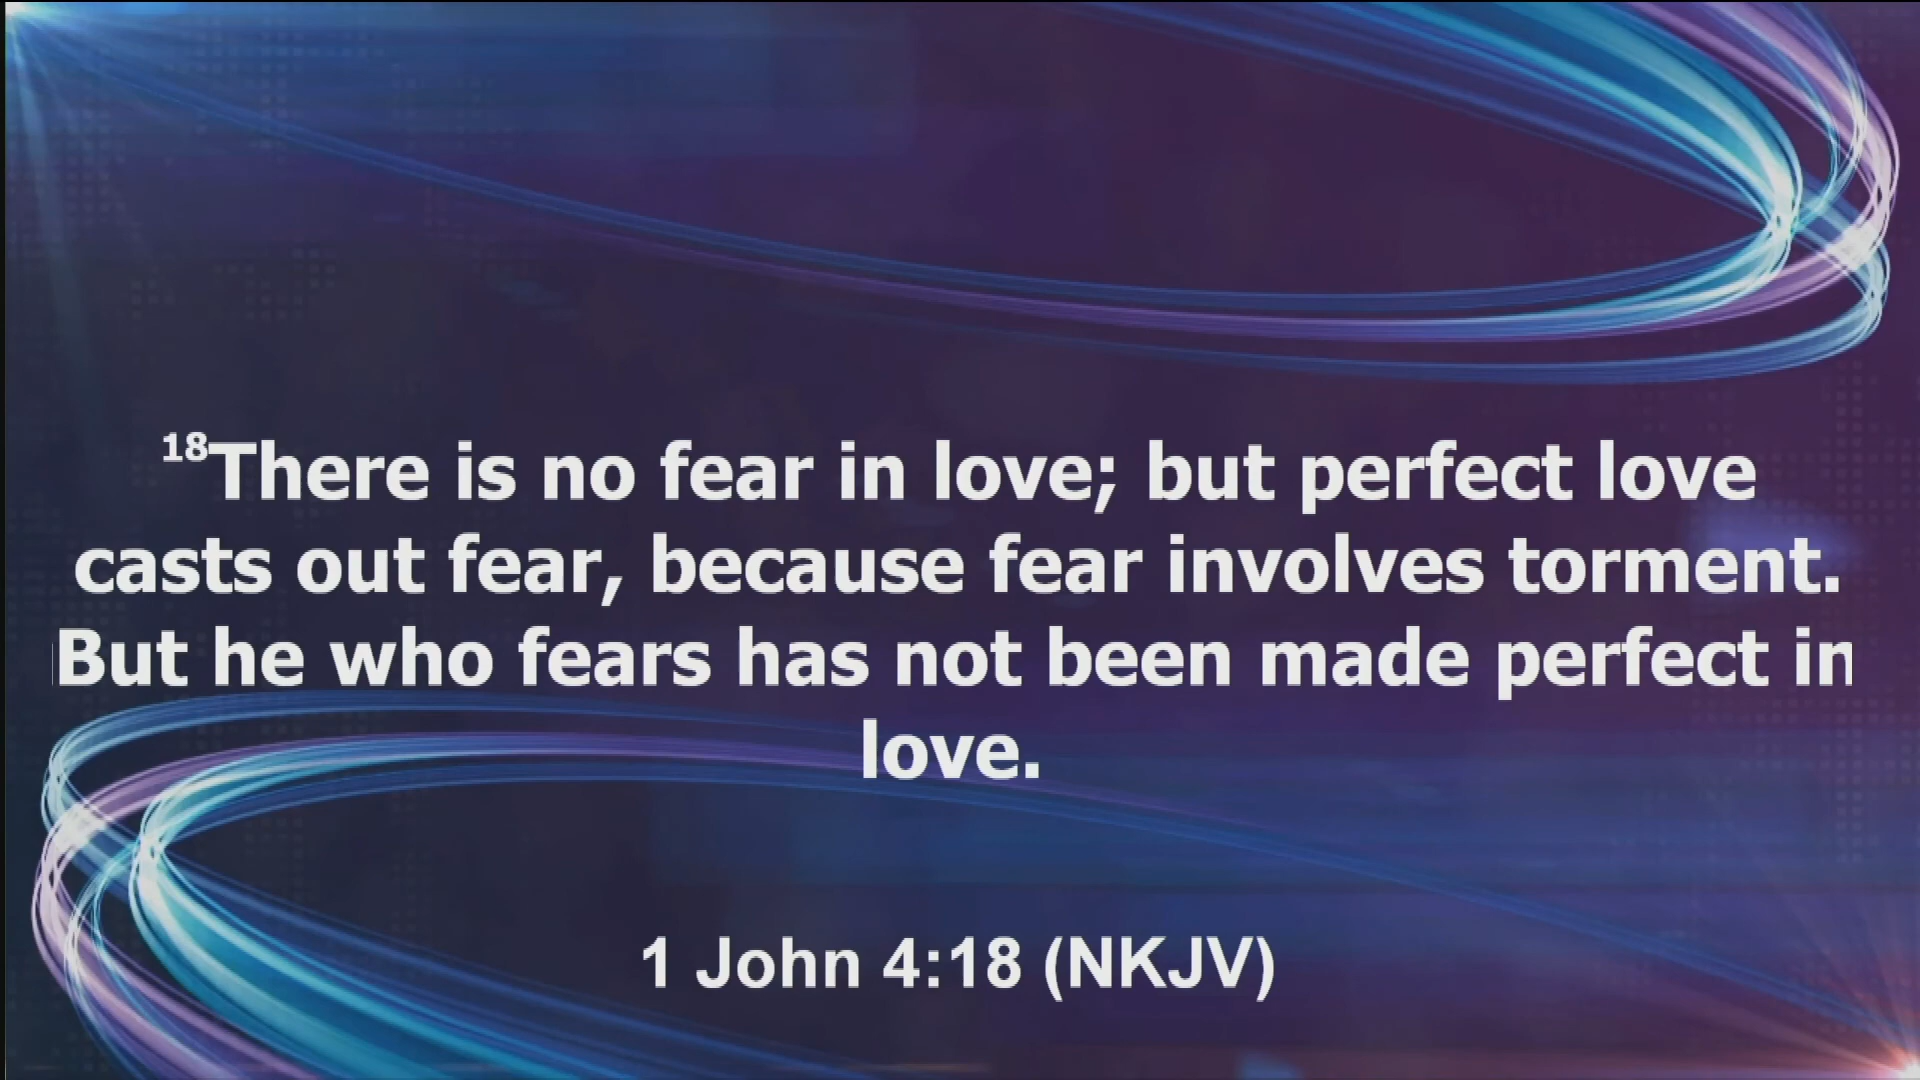 18There is no fear in love; but perfect love
casts out fear, because fear involves torment.
But he who fears has not been made perfect in
love.
1 John 4:18 (NKJV)